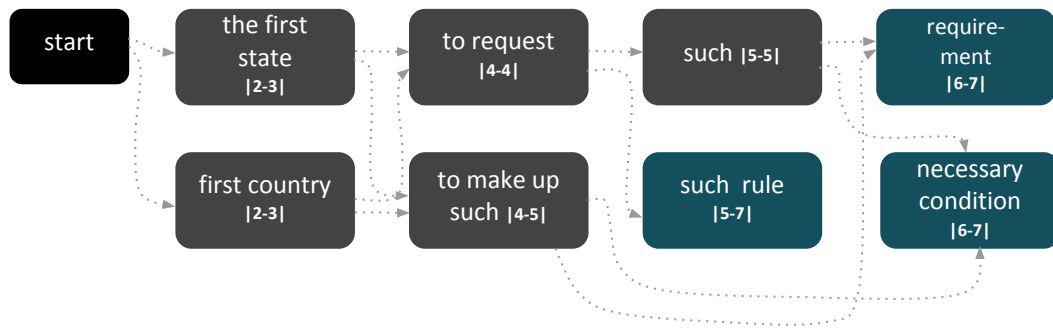 start
the first
state
|2-3|
to request
|4-4|
such |5-5|
require-
ment
|6-7|
first country
|2-3|
to make up
such |4-5|
such rule
|5-7|
necessary
condition
|6-7|